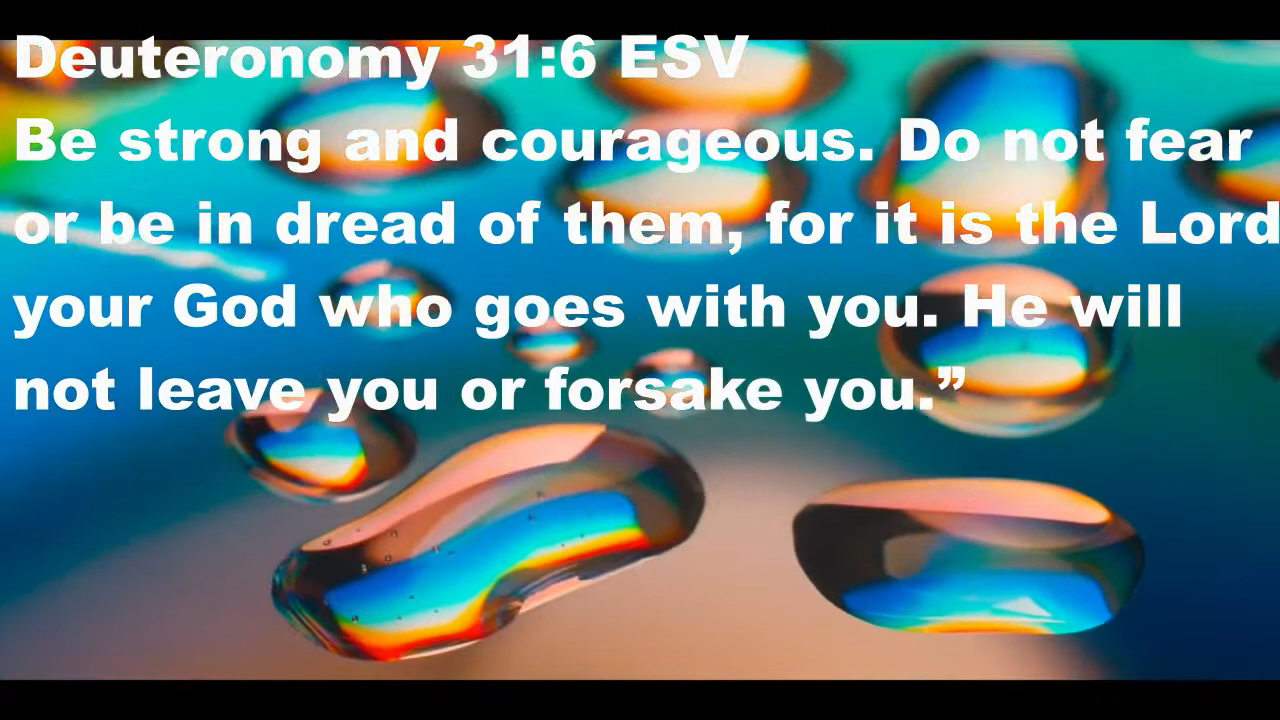 Deuteronomy 31:6 ESV
Be strong and courageous. Do not fear
or be in dread of them, for it is the Lord
your God who goes with you. He will
not leave you or forsake you.”